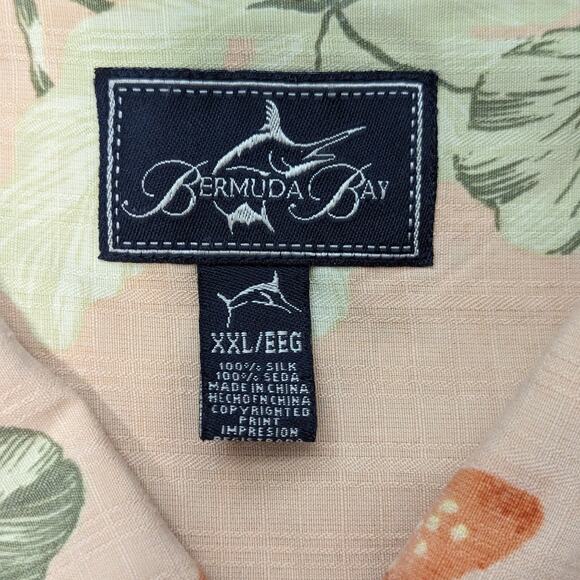 BERMUDA BAY
XXL/EEG
100% SILK
100% SEDA
MADE IN CHINA
HECHO EN CHINA
COPYRIGHTED
PRINT
IMPRESION